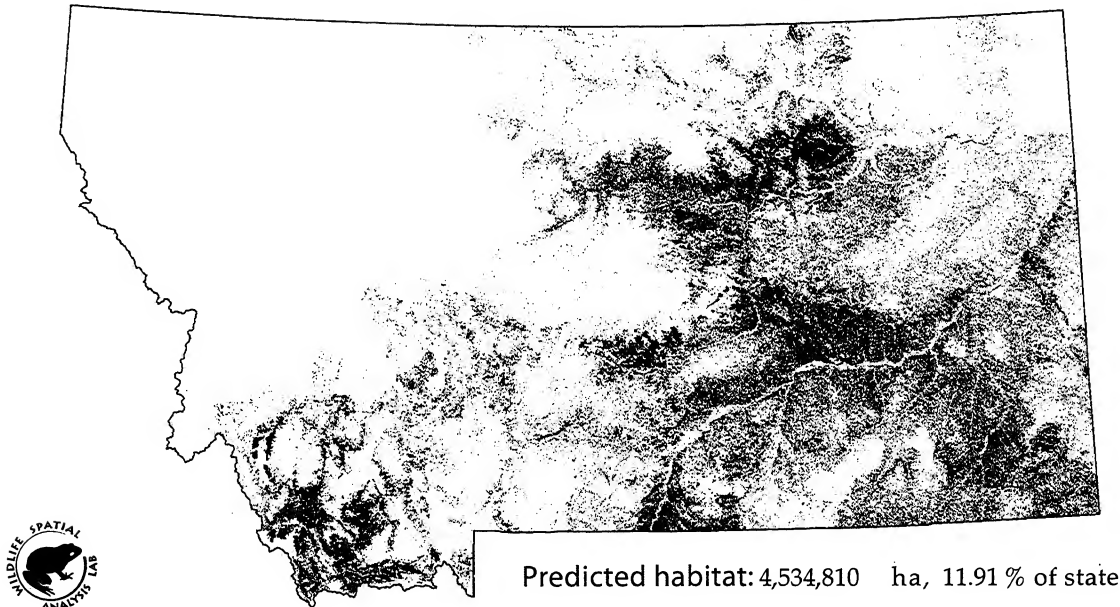 WILDLIFE SPATIAL ANALYSIS LAB
Predicted habitat: 4,534,810 ha, 11.91 % of state